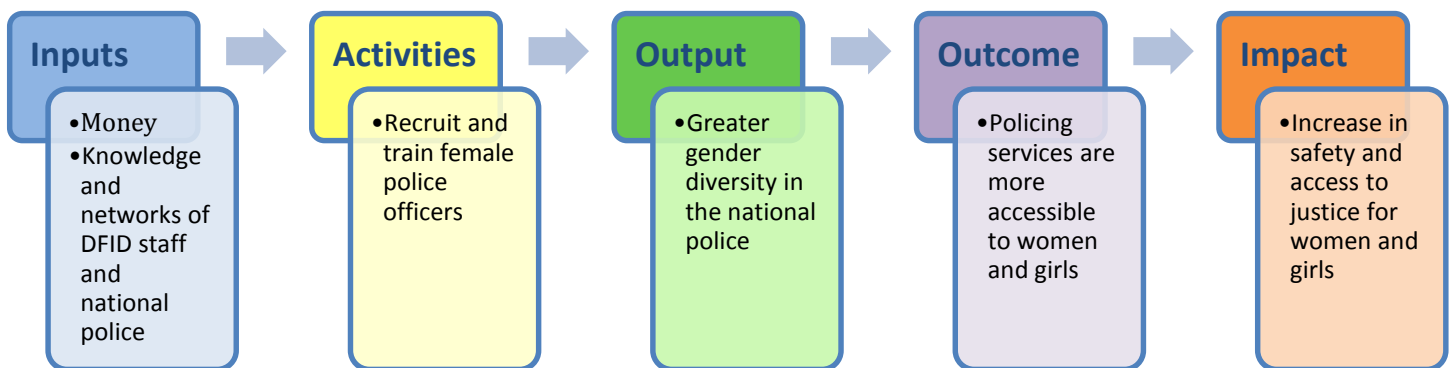 Inputs
•Money
•Knowledge
and
networks of
DFID staff
and
national
police
Activities
•Recruit and
train female
police
officers
Output
•Greater
gender
diversity in
the national
police
Outcome
•Policing
services are
more
accessible
to women
and girls
Impact
•Increase in
safety and
access to
justice for
women and
girls